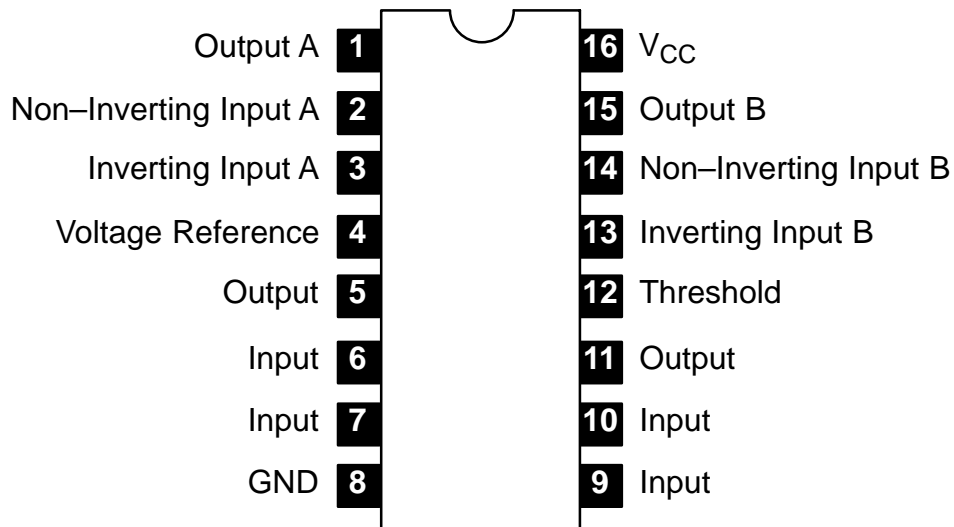 Output A 1
Non–Inverting Input A 2
Inverting Input A 3
Voltage Reference 4
Output 5
Input 6
Input 7
GND 8
16 VCC
15 Output B
14 Non–Inverting Input B
13 Inverting Input B
12 Threshold
11 Output
10 Input
9 Input